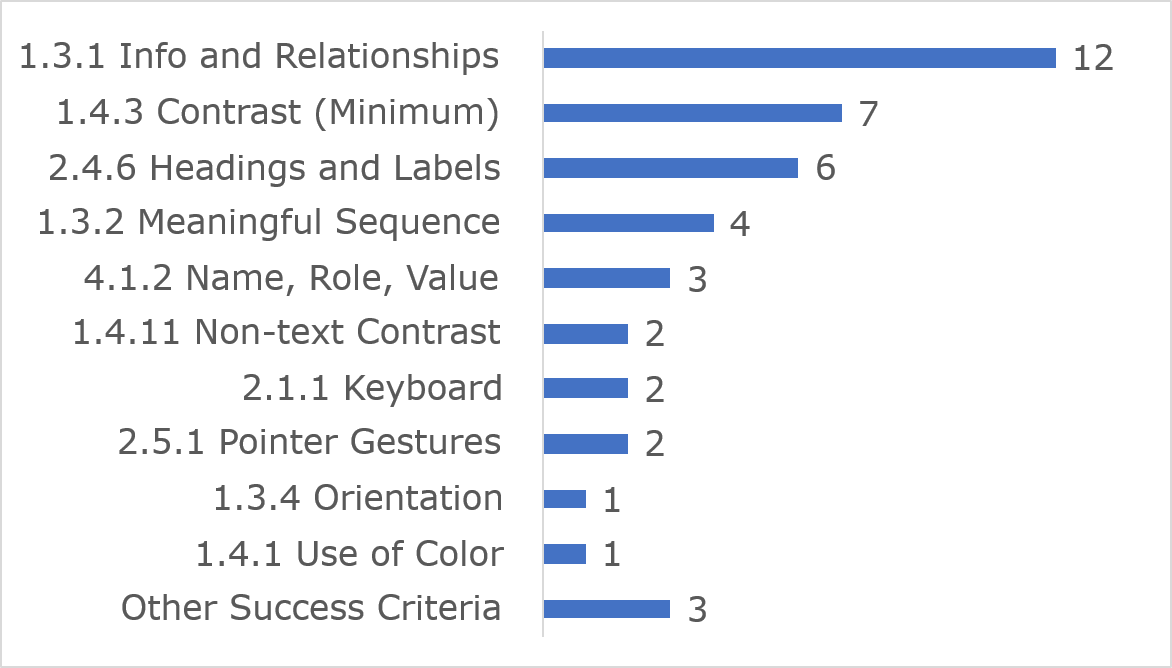 1.3.1 Info and Relationships 12
1.4.3 Contrast (Minimum) 7
2.4.6 Headings and Labels 6
1.3.2 Meaningful Sequence 4
4.1.2 Name, Role, Value 3
1.4.11 Non-text Contrast 2
2.1.1 Keyboard 2
2.5.1 Pointer Gestures 2
1.3.4 Orientation 1
1.4.1 Use of Color 1
Other Success Criteria 3